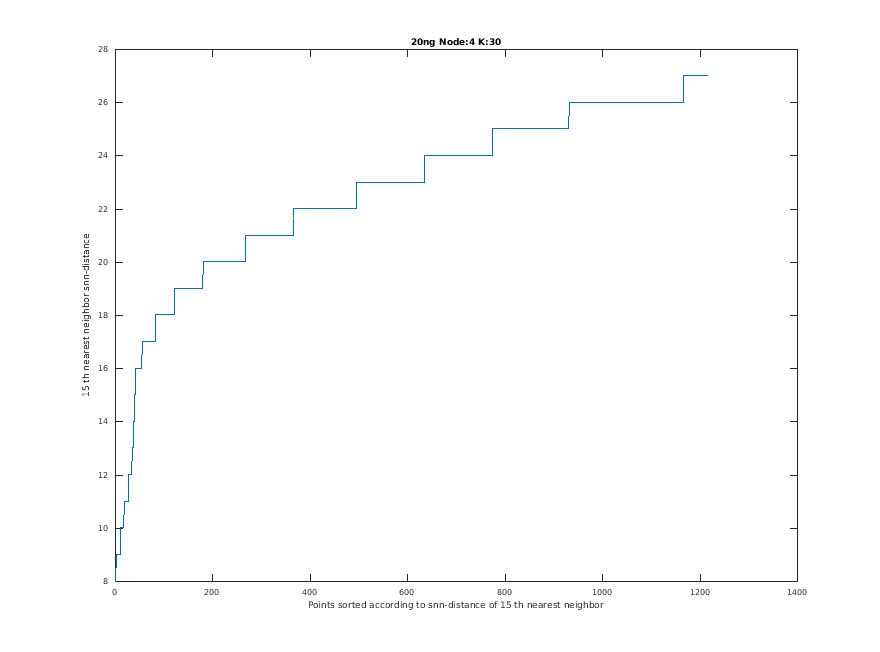 20ng Node:4 K:30
28
26
24
22
20
18
16
14
12
10
8
15 th nearest neighbor snn-distance
0 200 400 600 800 1000 1200 1400
Points sorted according to snn-distance of 15 th nearest neighbor